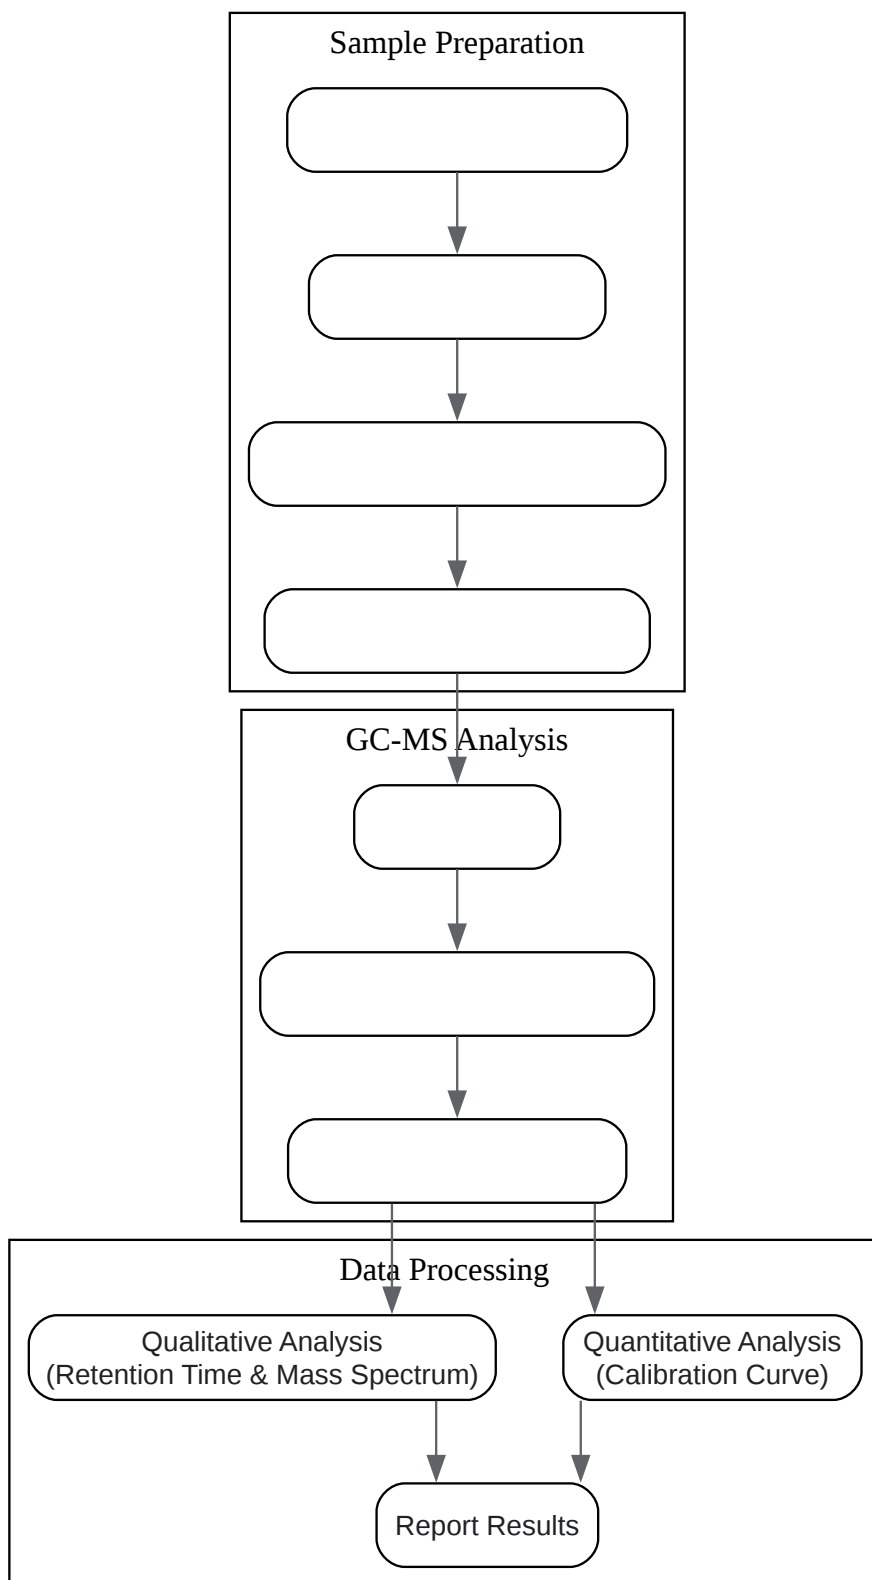 Sample Preparation
GC-MS Analysis
Data Processing
Qualitative Analysis
(Retention Time & Mass Spectrum)
Quantitative Analysis
(Calibration Curve)
Report Results